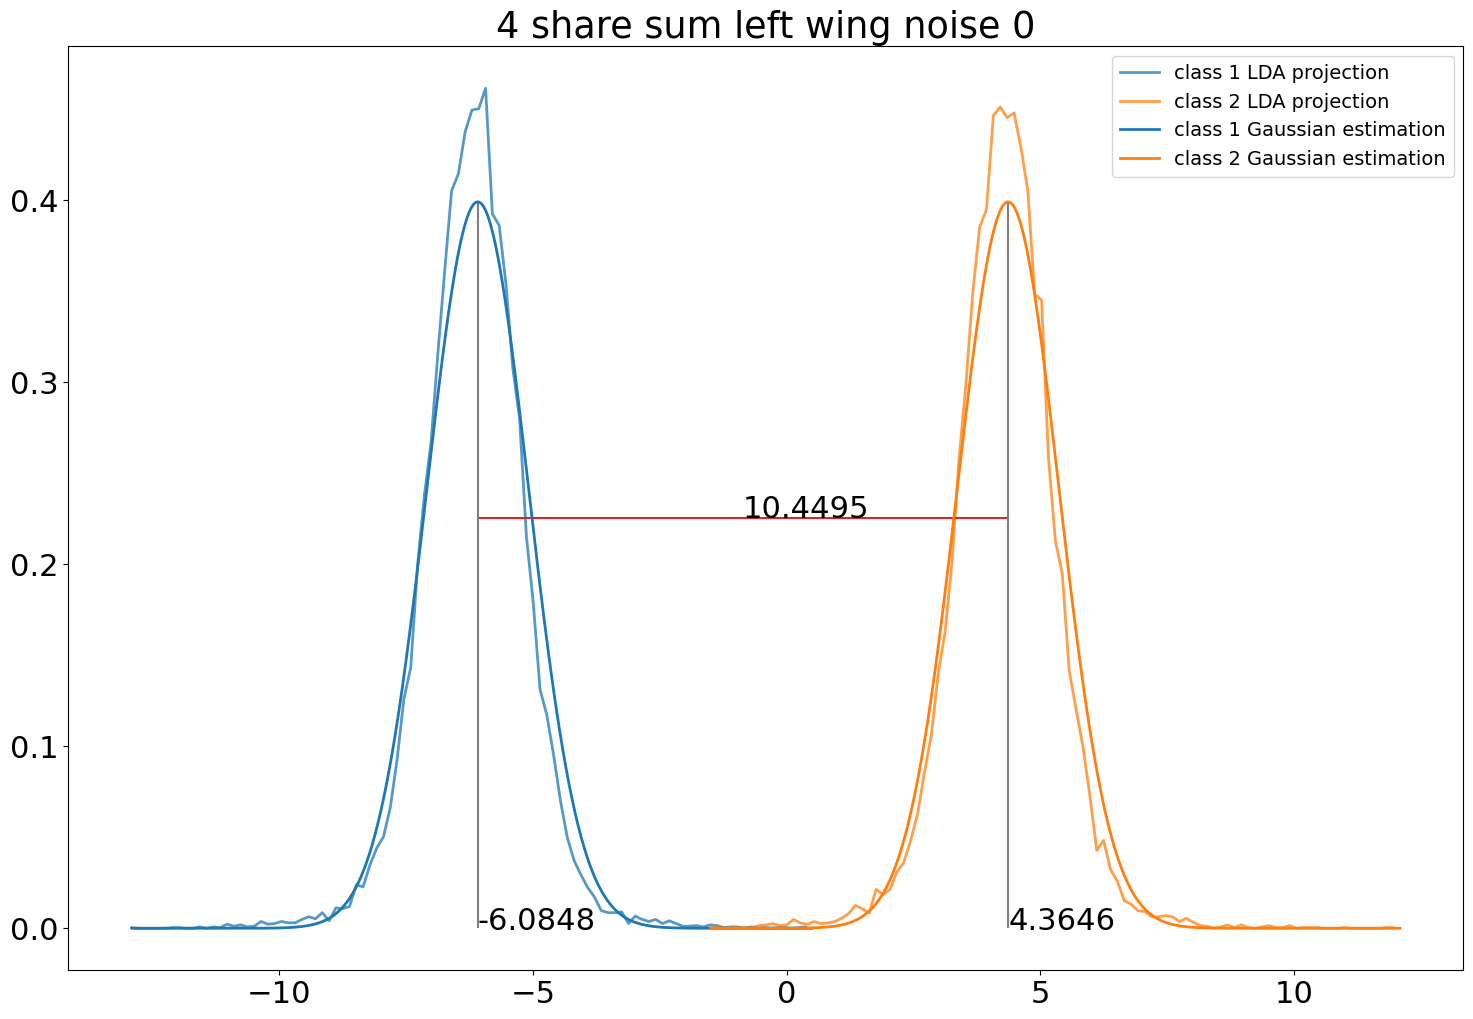 4 share sum left wing noise 0
class 1 LDA projection
class 2 LDA projection
class 1 Gaussian estimation
class 2 Gaussian estimation
0.4
0.3
0.2
0.1
0.0
10.4495
-6.0848
4.3646
−10
−5
0
5
10